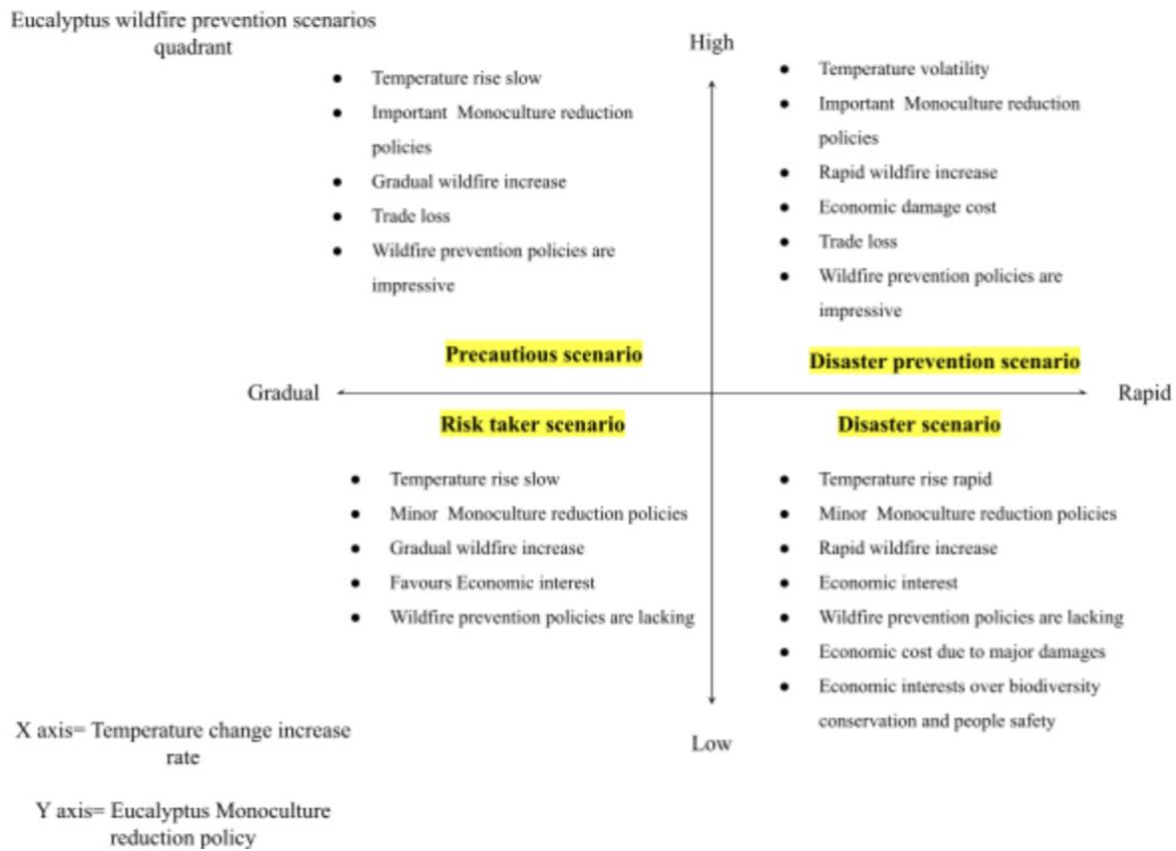 Eucalyptus wildfire prevention scenarios
quadrant
High
• Temperature rise slow
• Important Monoculture reduction
policies
• Gradual wildfire increase
• Trade loss
• Wildfire prevention policies are
impressive
• Temperature volatility
• Important Monoculture reduction
policies
• Rapid wildfire increase
• Economic damage cost
• Trade loss
• Wildfire prevention policies are
impressive
Precautious scenario
Disaster prevention scenario
Gradual
Rapid
Risk taker scenario
Disaster scenario
• Temperature rise slow
• Minor Monoculture reduction policies
• Gradual wildfire increase
• Favours Economic interest
• Wildfire prevention policies are lacking
• Temperature rise rapid
• Minor Monoculture reduction policies
• Rapid wildfire increase
• Economic interest
• Wildfire prevention policies are lacking
• Economic cost due to major damages
• Economic interests over biodiversity
conservation and people safety
Low
X axis= Temperature change increase
rate
Y axis= Eucalyptus Monoculture
reduction policy